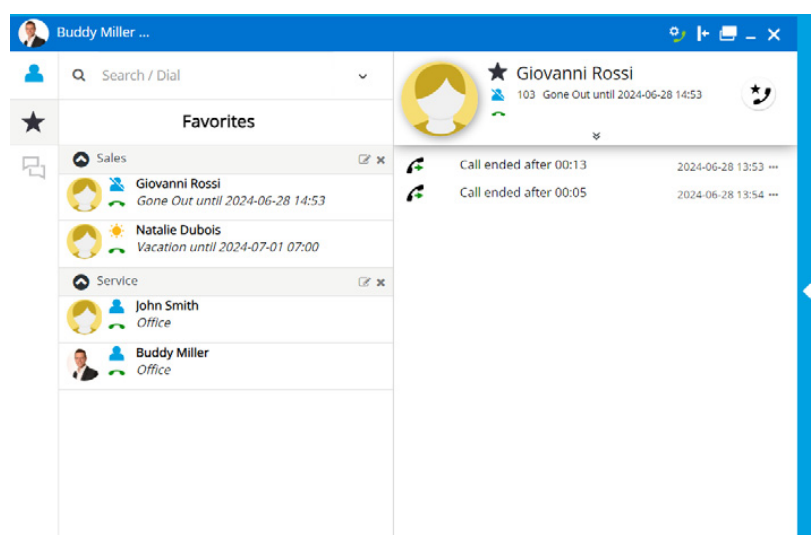 Buddy Miller ...
Search / Dial
Favorites
Sales
Giovanni Rossi
Gone Out until 2024-06-28 14:53
Natalie Dubois
Vacation until 2024-07-01 07:00
Service
John Smith
Office
Buddy Miller
Office
Giovanni Rossi
103 Gone Out until 2024-06-28 14:53
Call ended after 00:13 2024-06-28 13:53 ...
Call ended after 00:05 2024-06-28 13:54 ...